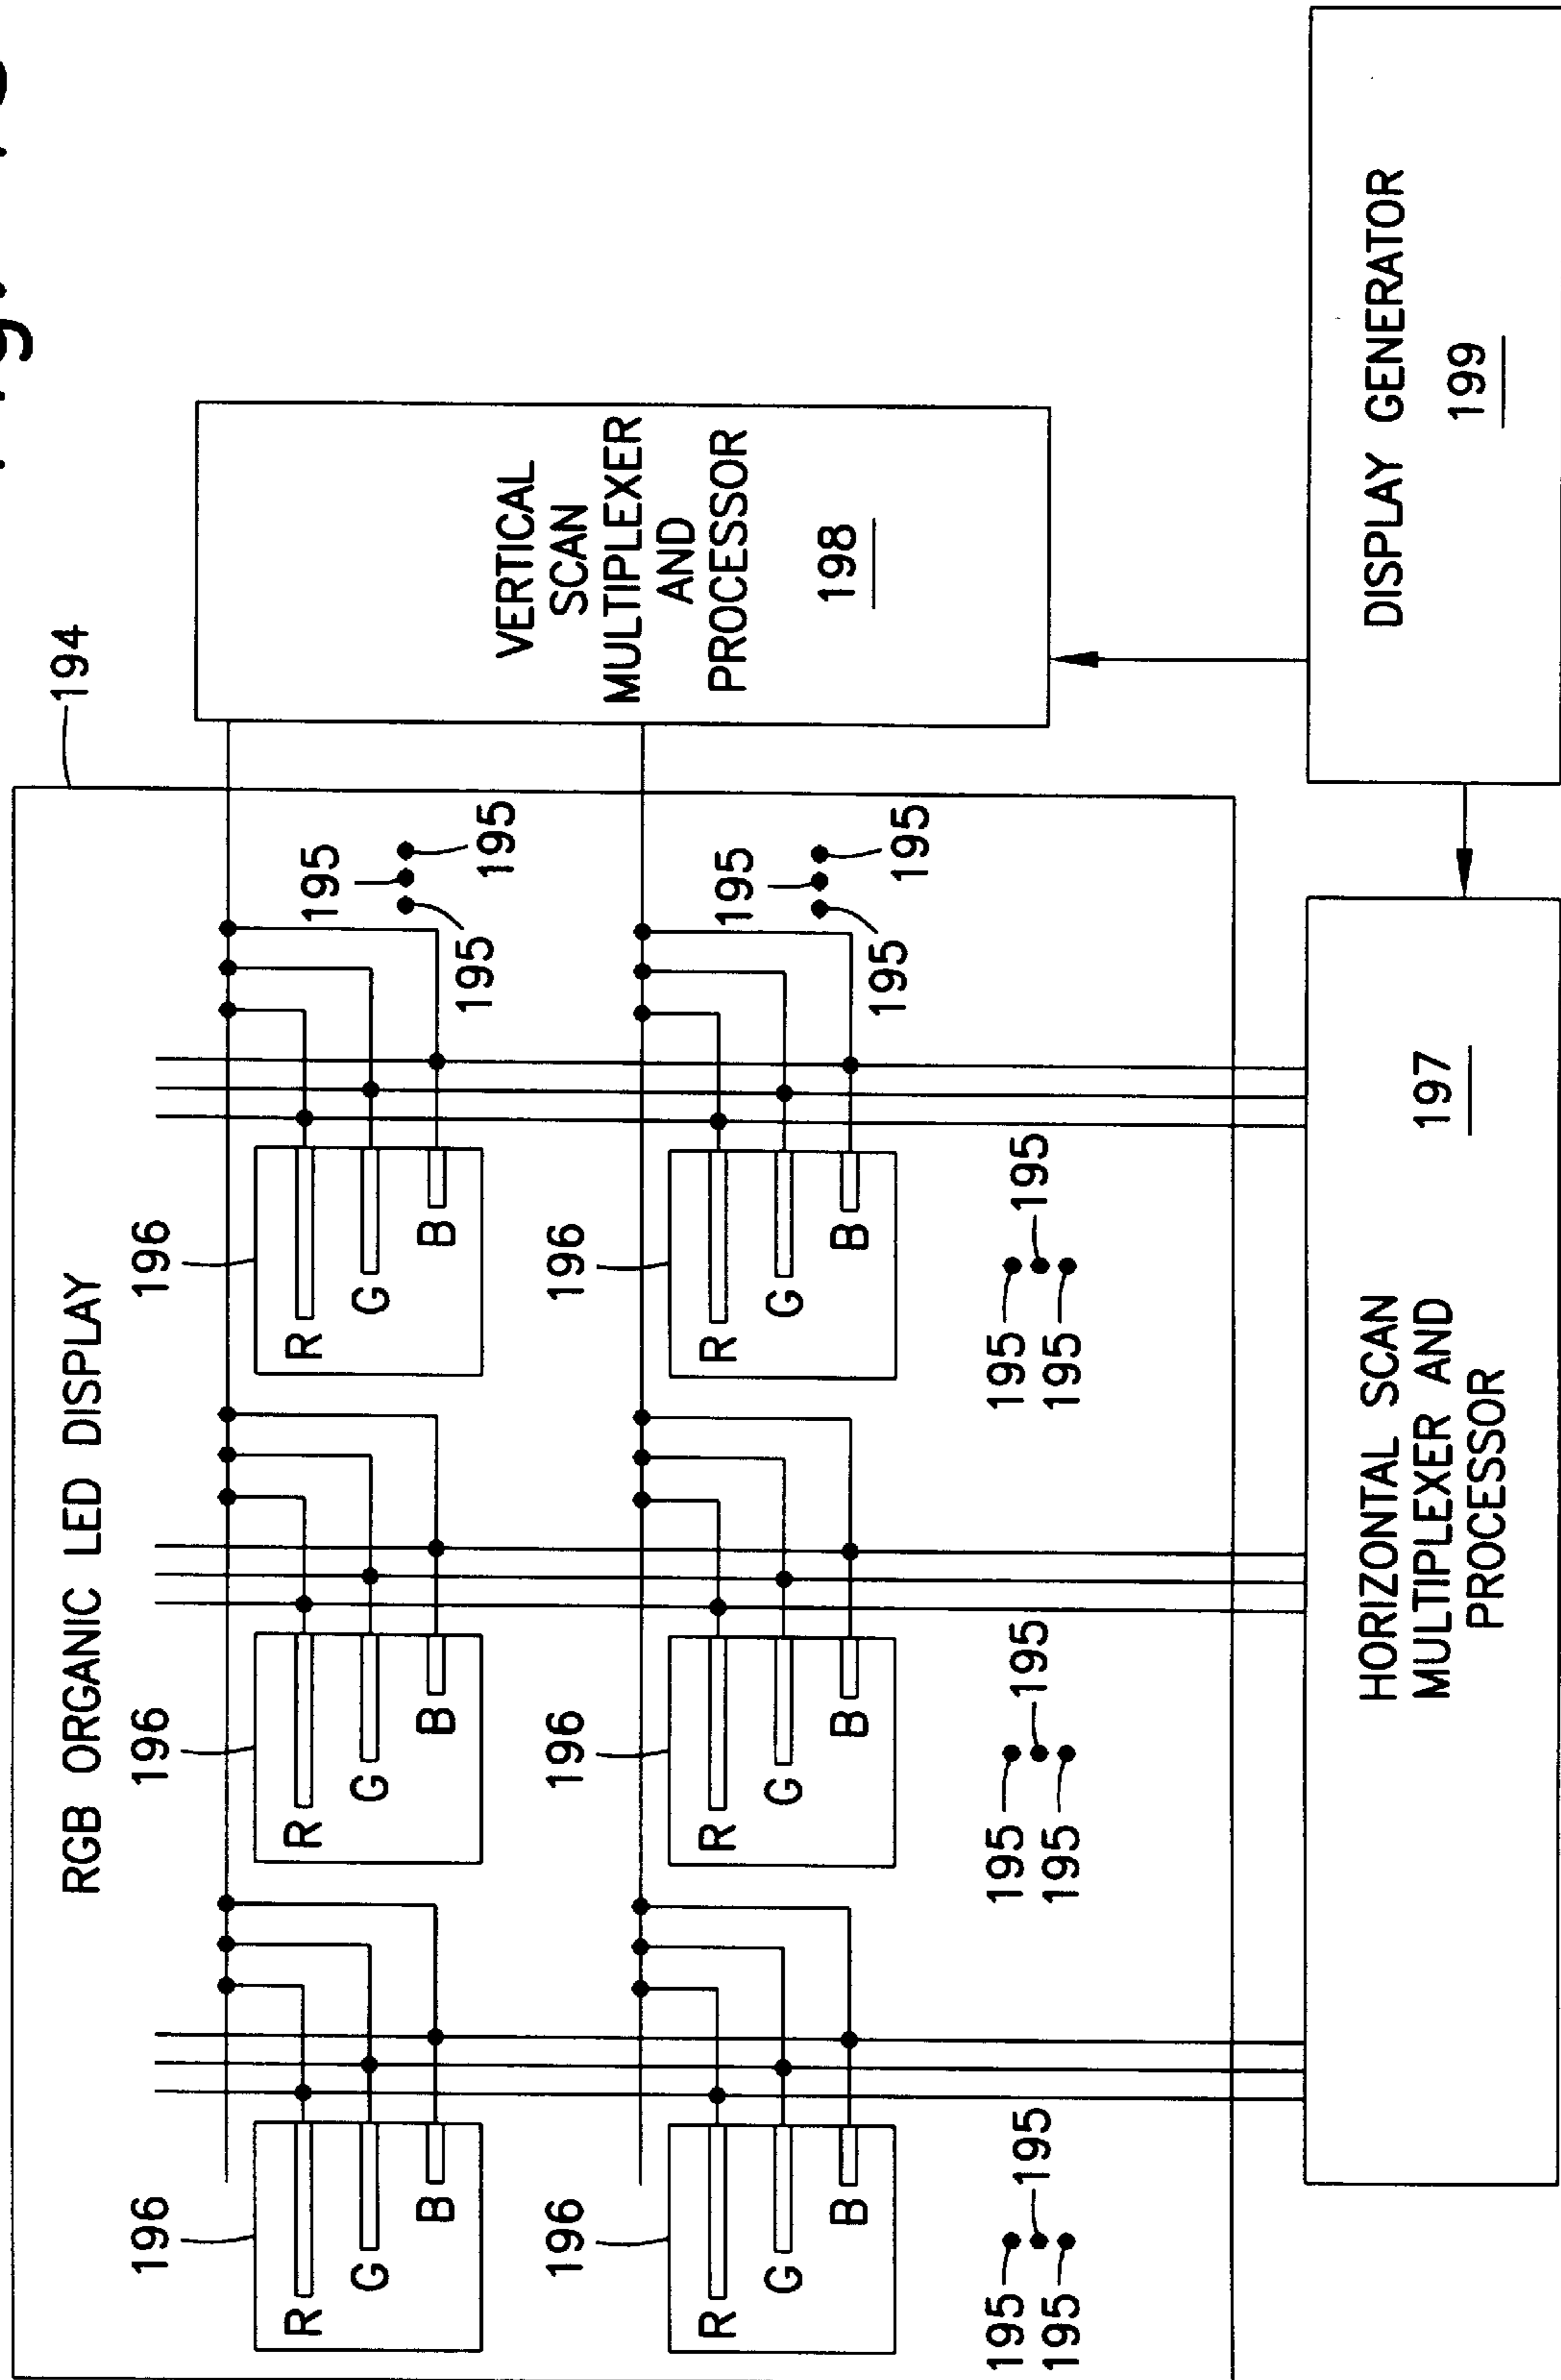 194
RGB ORGANIC LED DISPLAY
196 196 196
R R R 195
G G G
B B B
195 195
VERTICAL
SCAN
MULTIPLEXER
AND
PROCESSOR
198
196 196 196
R R R 195
G G G
B B B
195 195
195 195 195 195 195 195
195 195 195
HORIZONTAL SCAN
MULTIPLEXER AND
PROCESSOR
197
DISPLAY GENERATOR
199